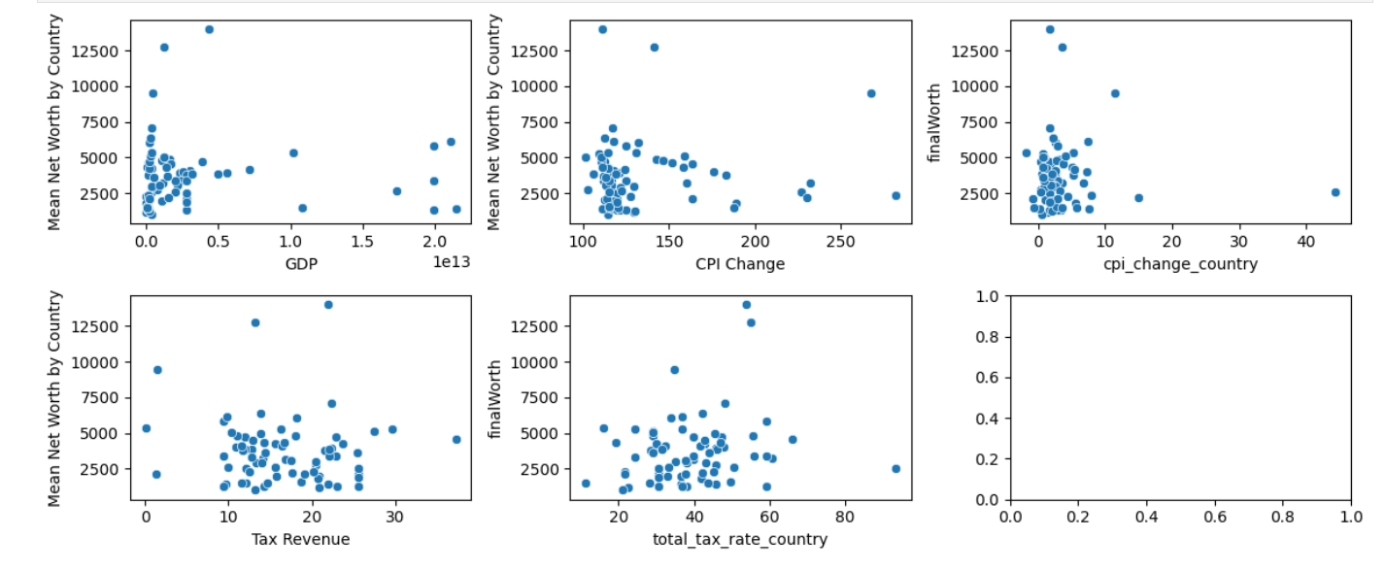 Mean Net Worth by Country
12500
10000
7500
5000
2500
0.0 0.5 1.0 1.5 2.0
1e13
GDP
Mean Net Worth by Country
12500
10000
7500
5000
2500
100 150 200 250
CPI Change
finalWorth
12500
10000
7500
5000
2500
0 10 20 30 40
cpi_change_country
Mean Net Worth by Country
12500
10000
7500
5000
2500
0 10 20 30
Tax Revenue
finalWorth
12500
10000
7500
5000
2500
20 40 60 80
total_tax_rate_country
1.0
0.8
0.6
0.4
0.2
0.0
0.0 0.2 0.4 0.6 0.8 1.0